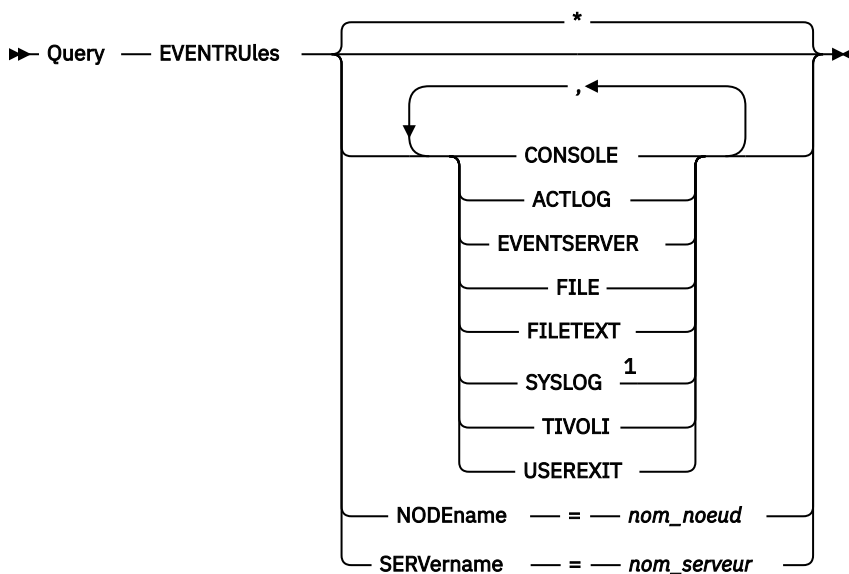 *
Query EVENTRUles
,
CONSOLE
ACTLOG
EVENTSERVER
FILE
FILETEXT
SYSLOG 1
TIVOLI
USEREXIT
NODEname = nom_noeud
SERVername = nom_serveur